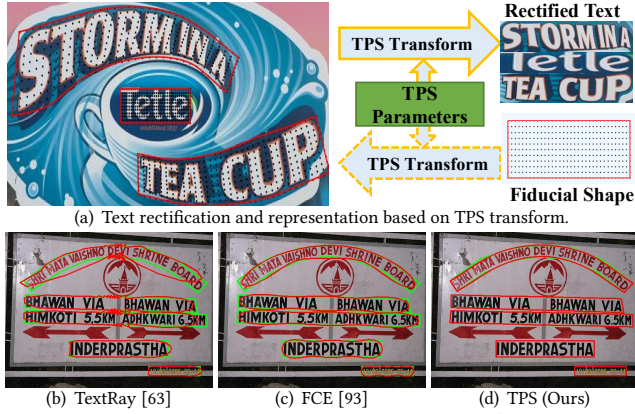 STORM IN A
Tetle
TEA CUP
TPS Transform
TPS Parameters
TPS Transform
Rectified Text
STORM IN A
Tetle
TEA CUP
Fiducial Shape
(a) Text rectification and representation based on TPS transform.
SHRI MATA VAISHNO DEVI SHRINE BOARD
BHAWAN VIA BHAWAN VIA
HIMKOTI 5.5KM ADHKWARI 6.5KM
INDERPRASTHA
SHRI MATA VAISHNO DEVI SHRINE BOARD
BHAWAN VIA BHAWAN VIA
HIMKOTI 5.5KM ADHKWARI 6.5KM
INDERPRASTHA
SHRI MATA VAISHNO DEVI SHRINE BOARD
BHAWAN VIA BHAWAN VIA
HIMKOTI 5.5KM ADHKWARI 6.5KM
INDERPRASTHA
(b) TextRay [63]
(c) FCE [93]
(d) TPS (Ours)